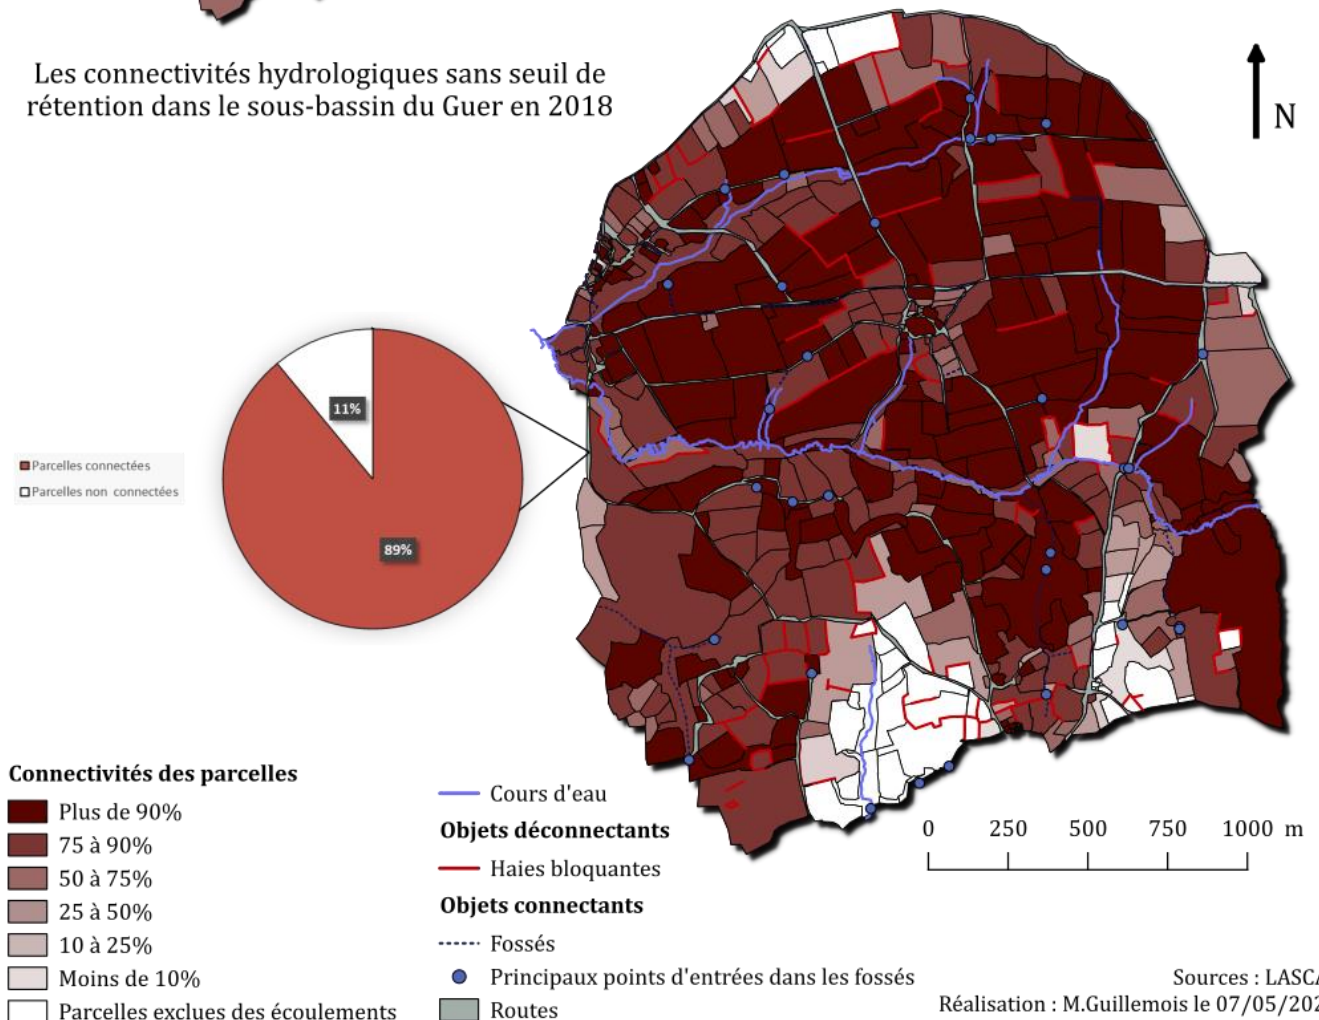 Les connectivités hydrologiques sans seuil de
rétention dans le sous-bassin du Guer en 2018
N
11%
89%
Parcelles connectées
Parcelles non connectées
Connectivités des parcelles
Plus de 90%
75 à 90%
50 à 75%
25 à 50%
10 à 25%
Moins de 10%
Parcelles exclues des écoulements
Cours d'eau
Objets déconnectants
Haies bloquantes
Objets connectants
Fossés
Principaux points d'entrées dans les fossés
Routes
0 250 500 750 1000 m
Sources : LASCA
Réalisation : M.Guillemois le 07/05/202